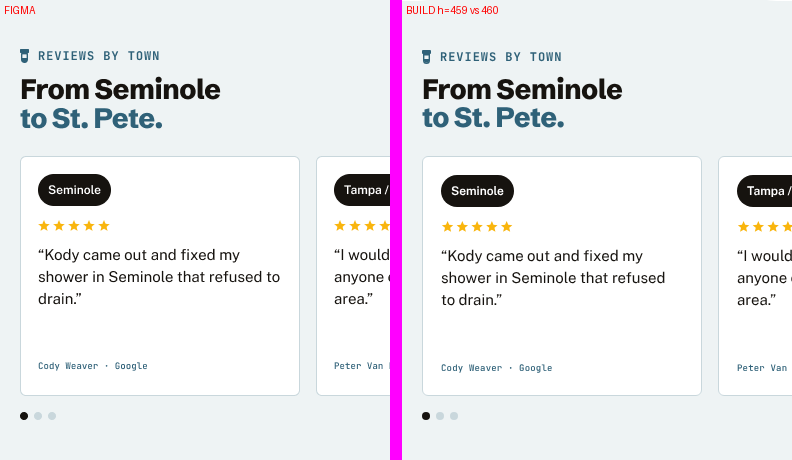 FIGMA
REVIEWS BY TOWN
From Seminole
to St. Pete.
Seminole
“Kody came out and fixed my
shower in Seminole that refused to
drain.”
Cody Weaver · Google
Tampa /
“I would
anyone
area.”
Peter Van
BUILD h=459 vs 460
REVIEWS BY TOWN
From Seminole
to St. Pete.
Seminole
“Kody came out and fixed my
shower in Seminole that refused
to drain.”
Cody Weaver · Google
Tampa /
“I would
anyone
area.”
Peter Van